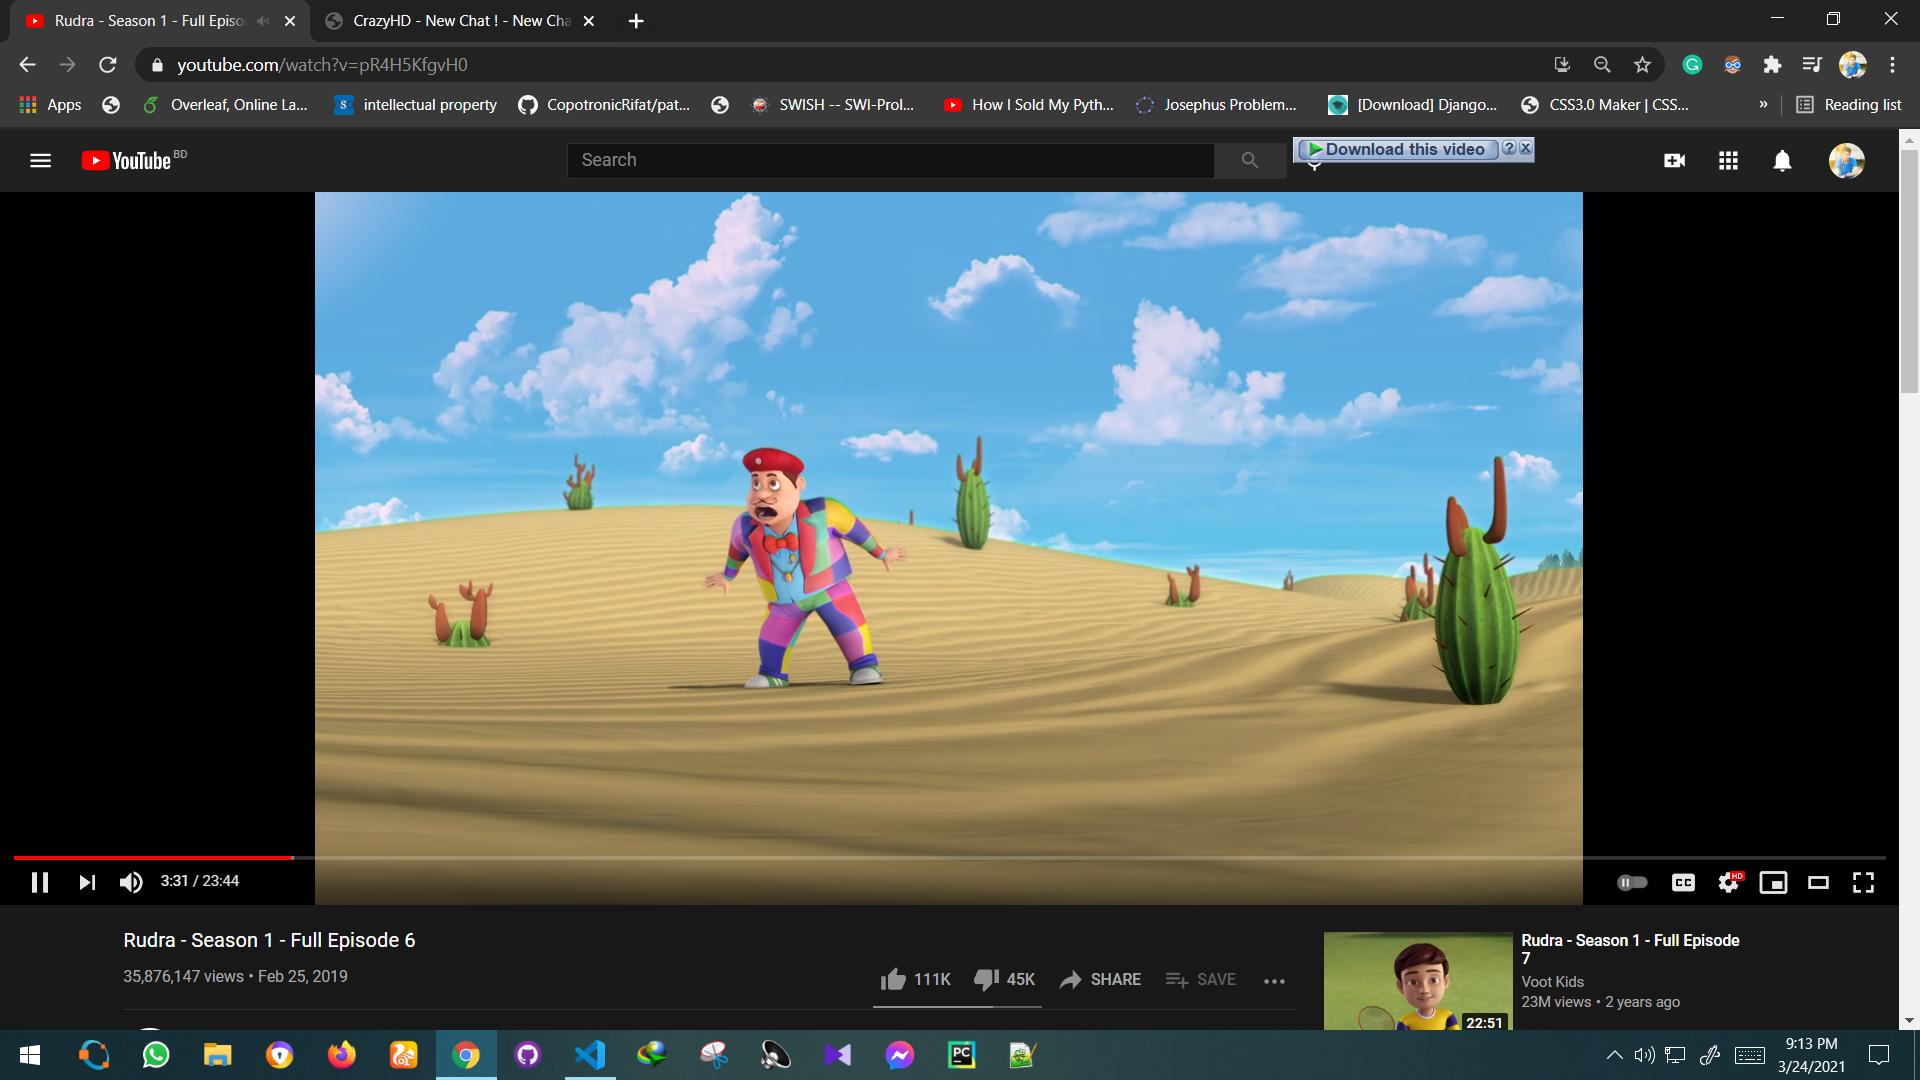 Rudra - Season 1 - Full Episo
CrazyHD - New Chat ! - New Cha
youtube.com/watch?v=pR4H5KfgvH0
Apps
Overleaf, Online La...
intellectual property
CopotronicRifat/pat...
SWISH -- SWI-Prol...
How I Sold My Pyth...
Josephus Problem...
[Download] Django...
CSS3.0 Maker | CSS...
»
Reading list
YouTube BD
Search
Download this video
3:31 / 23:44
CC
HD
Rudra - Season 1 - Full Episode 6
35,876,147 views • Feb 25, 2019
111K
45K
SHARE
SAVE
22:51
Rudra - Season 1 - Full Episode
7
Voot Kids
23M views • 2 years ago
PC
9:13 PM
3/24/2021